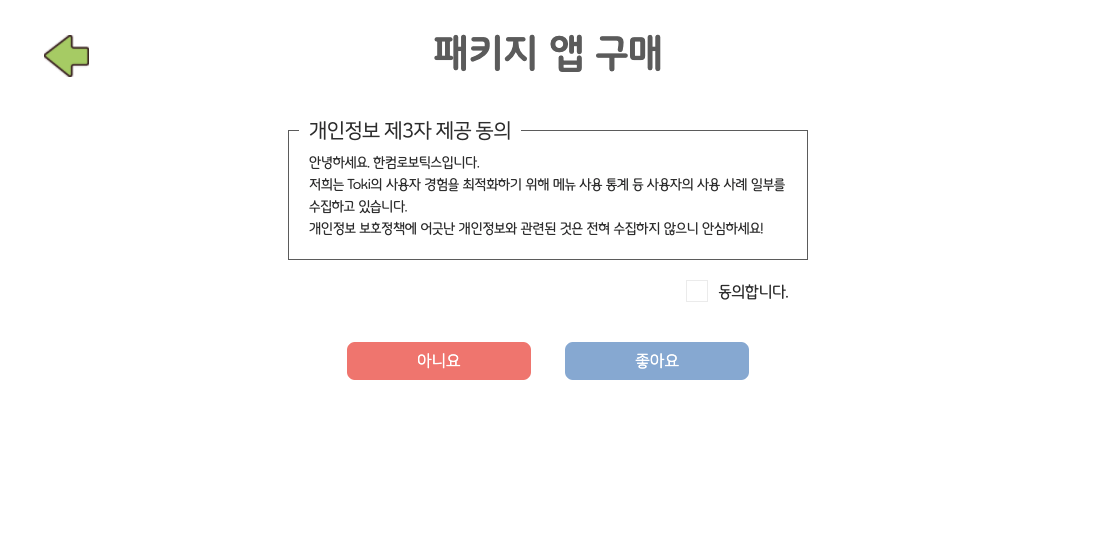 패키지 앱 구매
개인정보 제3자 제공 동의
안녕하세요. 한컴로보틱스입니다.
저희는 Toki의 사용자 경험을 최적화하기 위해 메뉴 사용 통계 등 사용자의 사용 사례 일부를
수집하고 있습니다.
개인정보 보호정책에 어긋난 개인정보와 관련된 것은 전혀 수집하지 않으니 안심하세요!
동의합니다.
아니요
좋아요